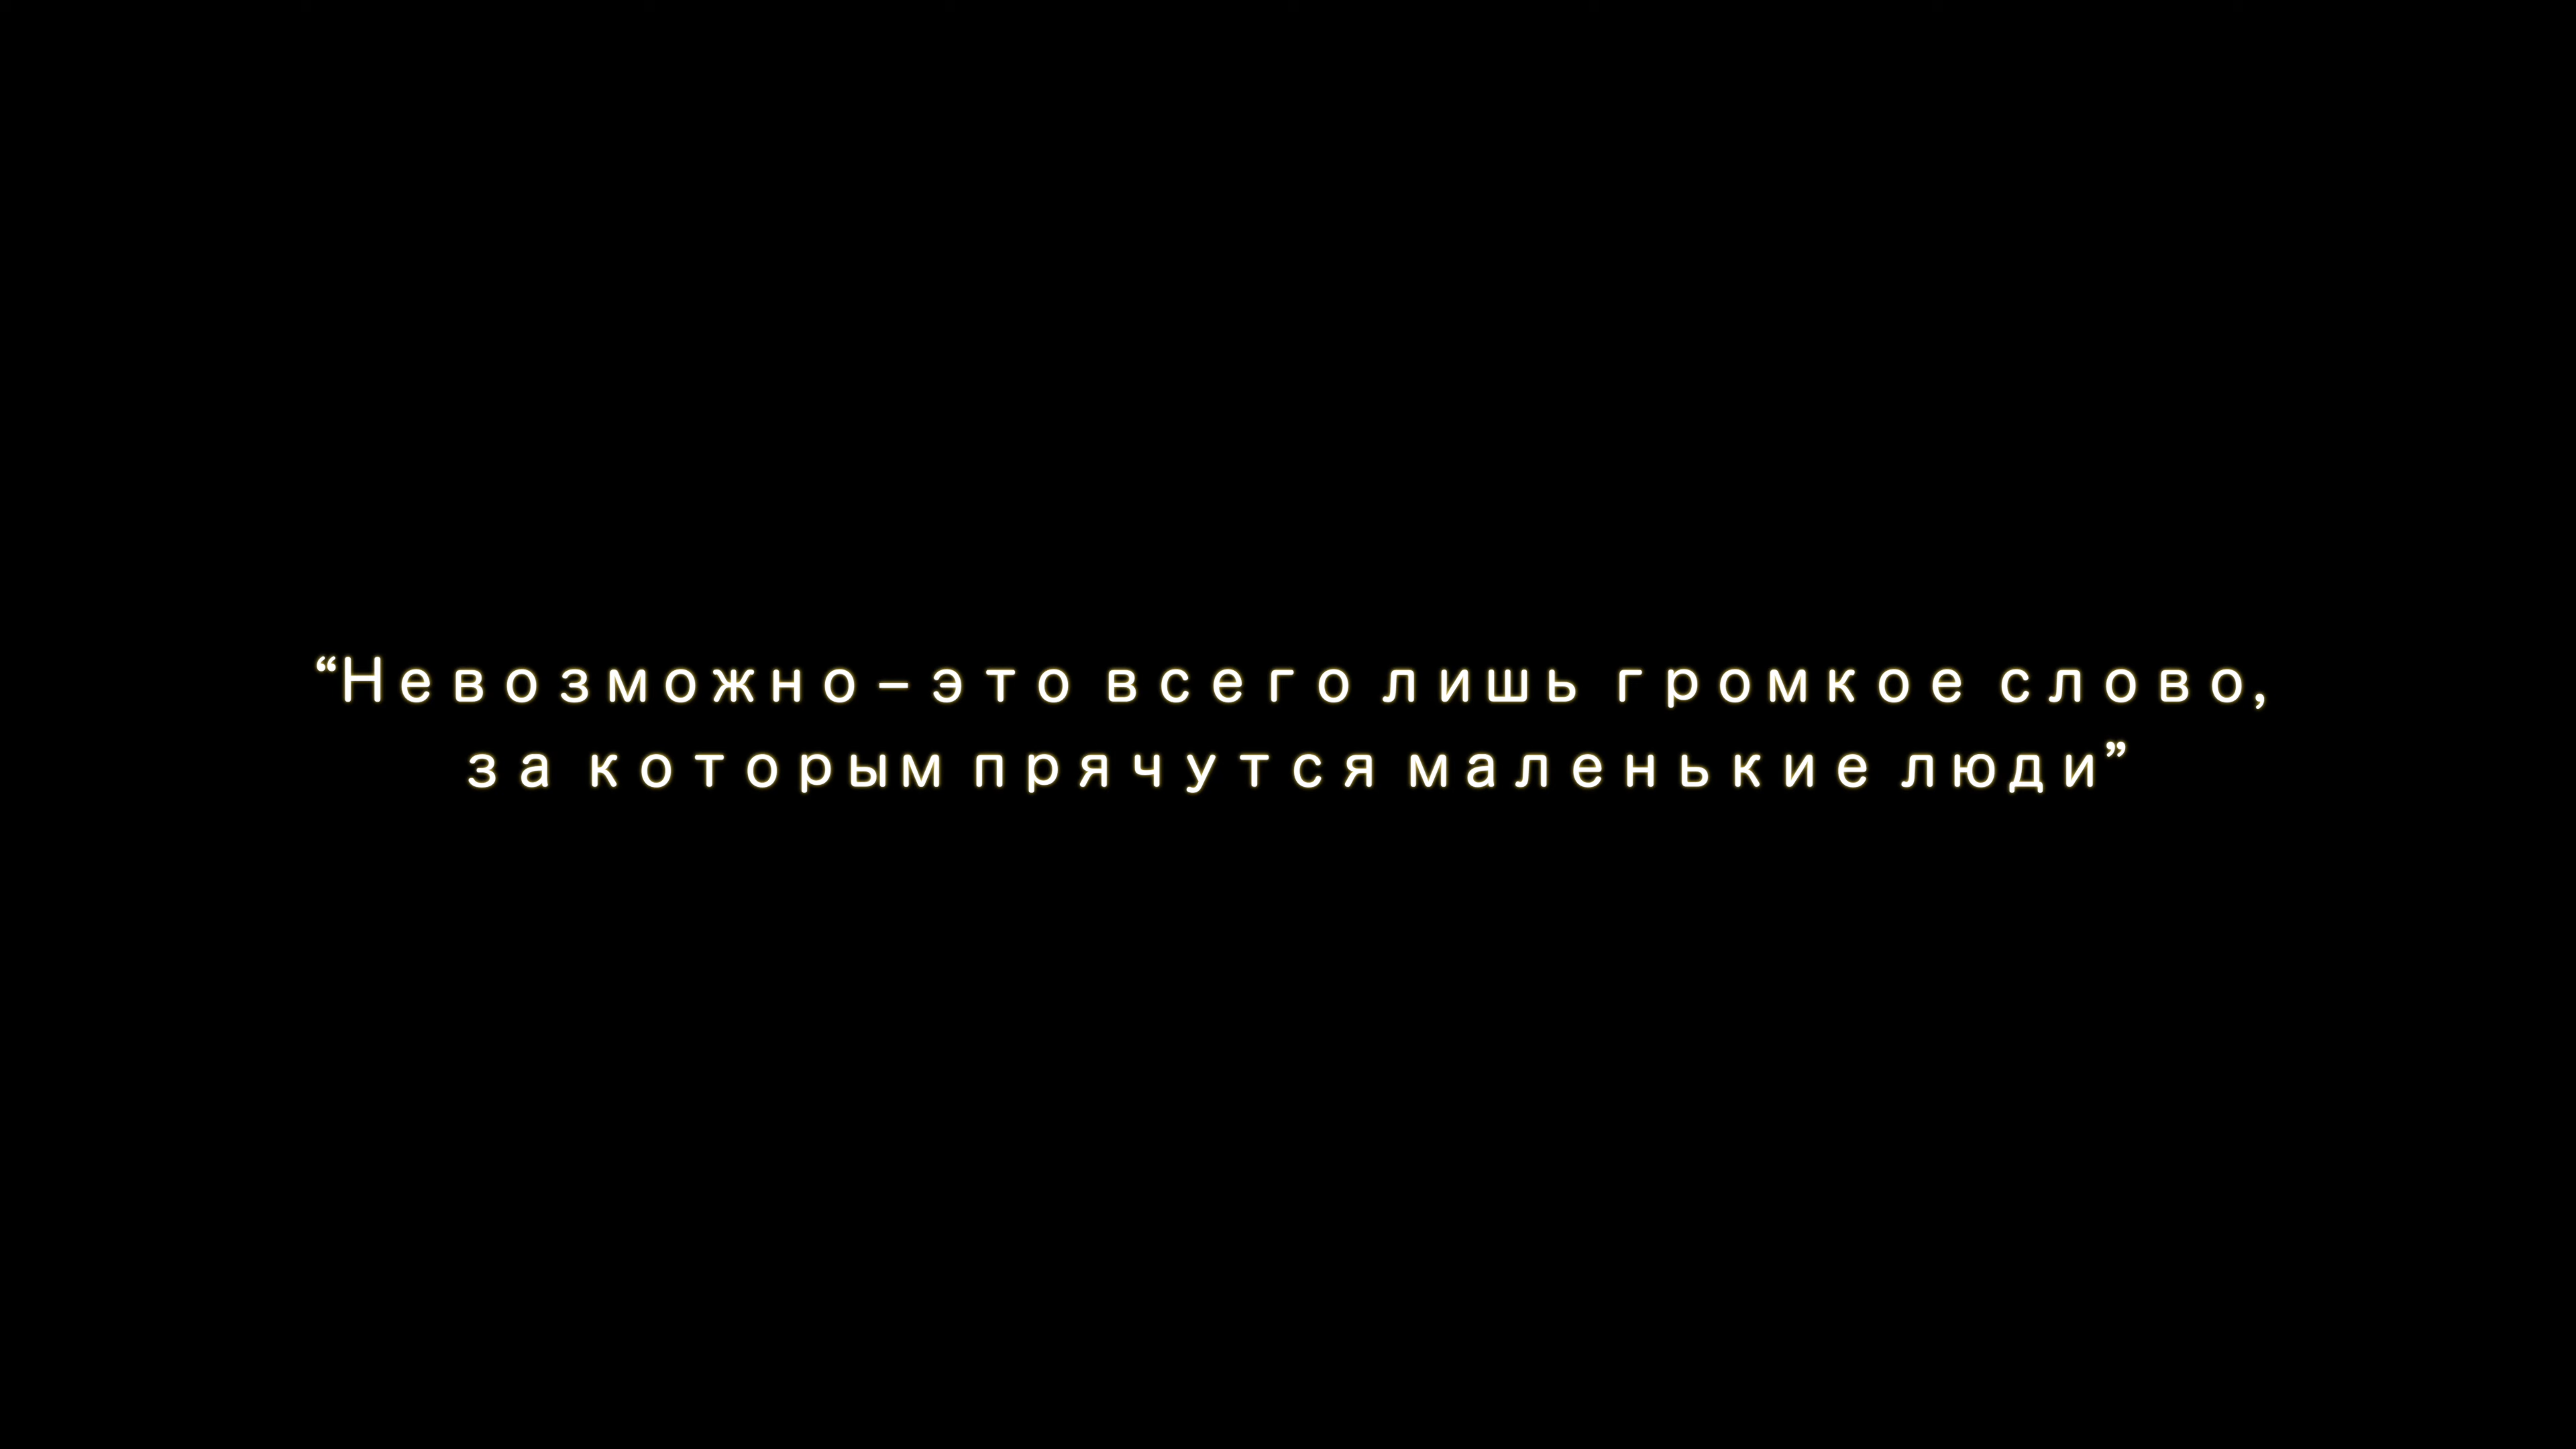 “Невозможно – это всего лишь громкое слово,
за которым прячутся маленькие люди”